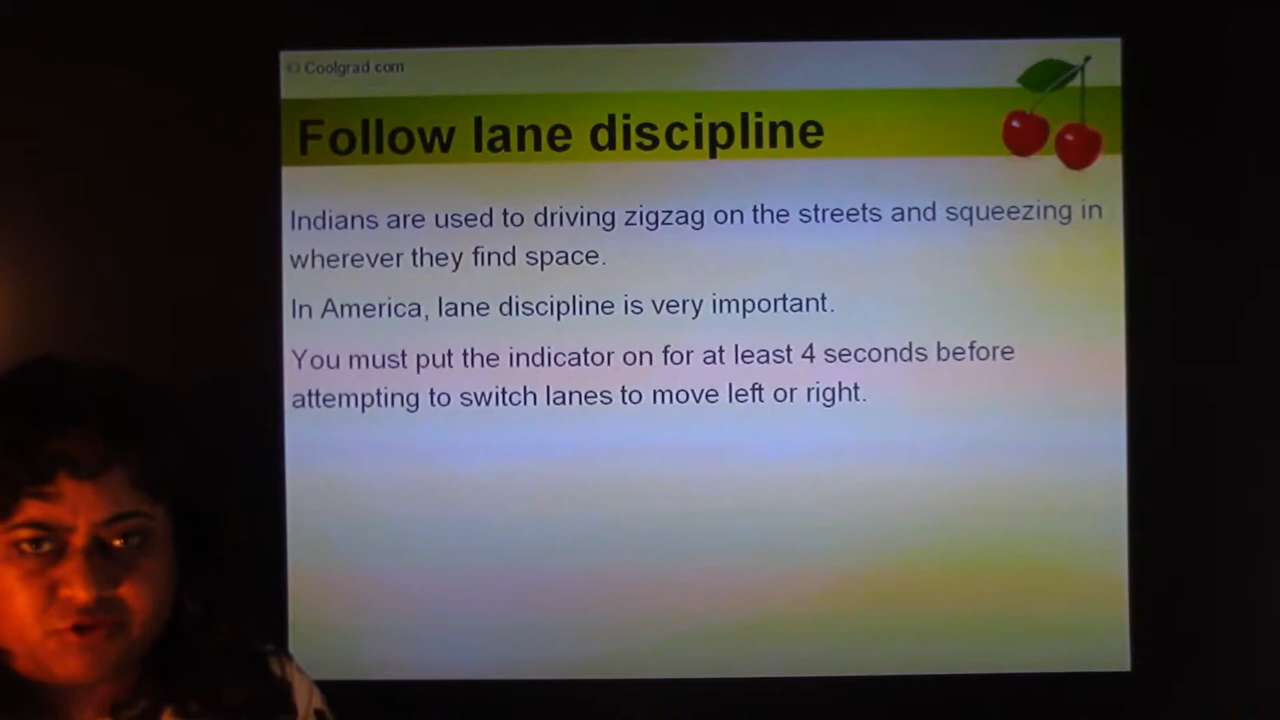 © Coolgrad com
Follow lane discipline
Indians are used to driving zigzag on the streets and squeezing in
wherever they find space.
In America, lane discipline is very important.
You must put the indicator on for at least 4 seconds before
attempting to switch lanes to move left or right.